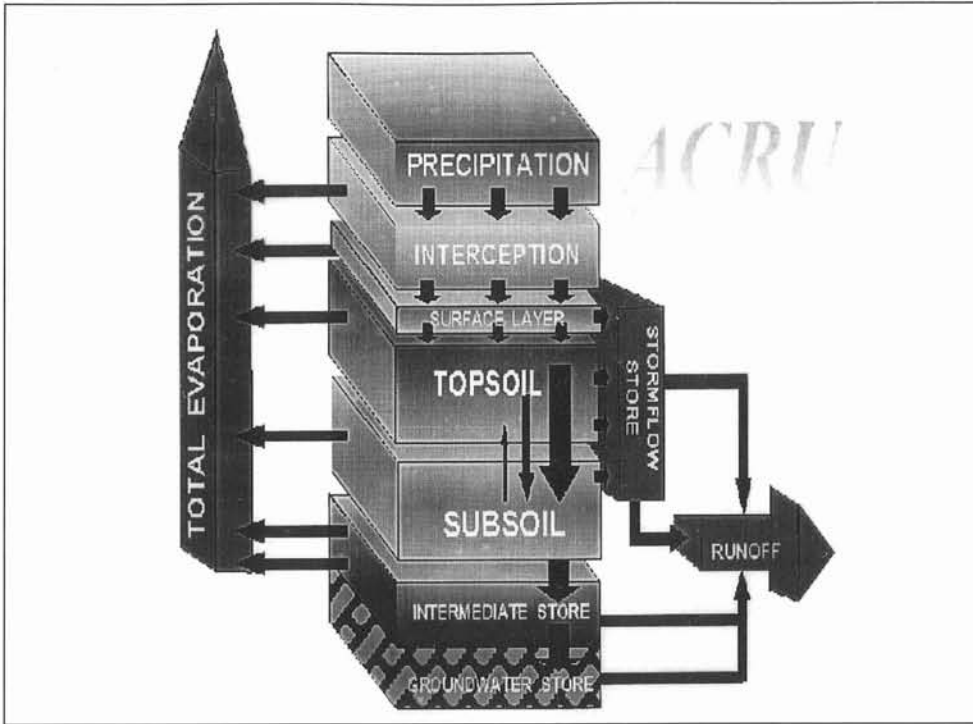 ACRU
PRECIPITATION
INTERCEPTION
SURFACE LAYER
TOPSOIL
SUBSOIL
INTERMEDIATE STORE
GROUNDWATER STORE
TOTAL EVAPORATION
STORMFLOW
STORE
RUNOFF